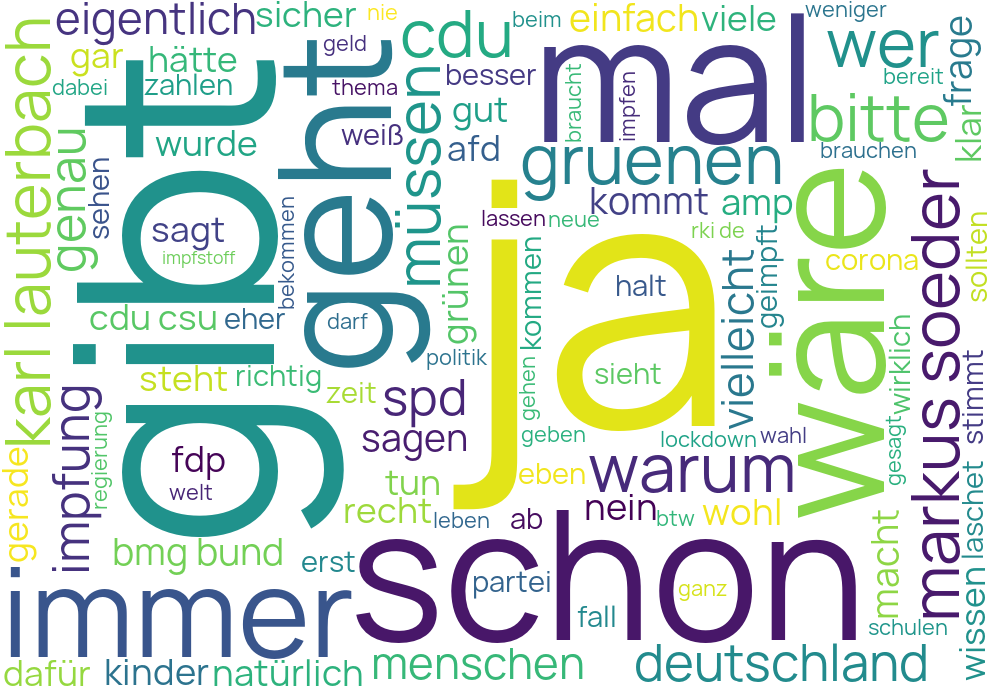 eigentlich
sicher
nie
beim
einfach
viele
weniger
gar
hätte
geld
cdu
mal
wer
frage
dabei
zahlen
thema
besser
braucht
impfen
bereit
karl lauterbach
gibt
geht
müssen
gut
bitte
klar
genau
wurde
weiß
afd
gruenen
brauchen
sehen
ja
wäre
markus soeder
sagt
bekommen
lassen
neue
kommt
amp
rki de
sollten
impfstoff
grünen
kommen
halt
vielleicht
geimpft
corona
cdu csu
eher
darf
politik
wirklich
steht
richtig
zeit
spd
gehen
sieht
stimmt
impfung
regierung
sagen
geben
lockdown
wahl
gesagt
gerade
fdp
welt
tun
eben
warum
laschet
recht
leben
ab
nein
btw
wohl
macht
bmg bund
erst
schon
partei
ganz
wissen
immer
fall
schulen
dafür
kinder
natürlich
menschen
deutschland